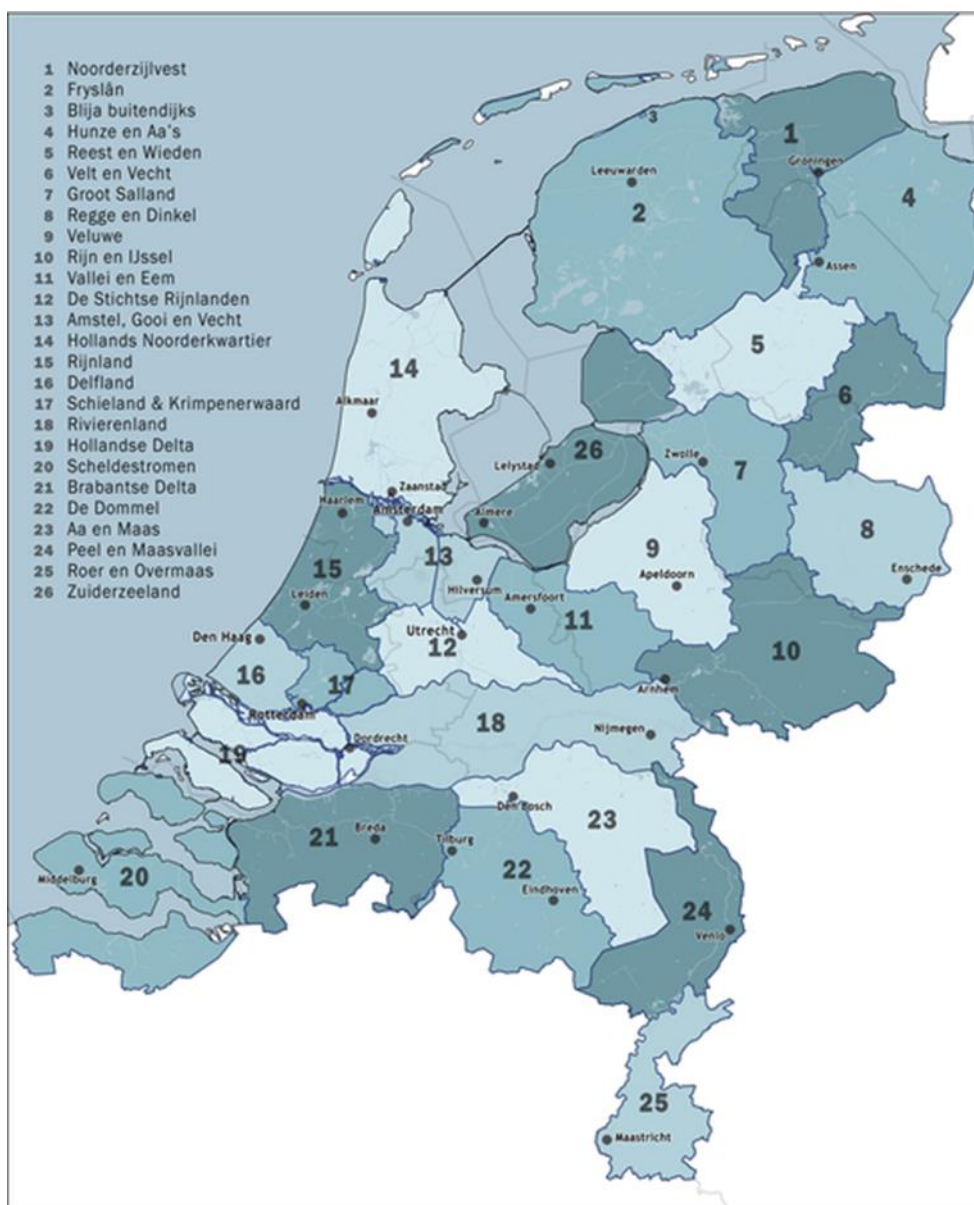 1 Noorderzijlvest
2 Fryslân
3 Blija buitendijks
4 Hunze en Aa's
5 Reest en Wieden
6 Velt en Vecht
7 Groot Salland
8 Regge en Dinkel
9 Veluwe
10 Rijn en IJssel
11 Vallei en Eem
12 De Stichtse Rijnlanden
13 Amstel, Gooi en Vecht
14 Hollands Noorderkwartier
15 Rijnland
16 Delfland
17 Schieland & Krimpenerwaard
18 Rivierenland
19 Hollandse Delta
20 Scheldestromen
21 Brabantse Delta
22 De Dommel
23 Aa en Maas
24 Peel en Maasvallei
25 Roer en Overmaas
26 Zuiderzeeland
3
3
1
Groningen
Leeuwarden
2
4
Assen
5
14
6
Alkmaar
Zwolle
26
Lelystad
7
Zaanstad
Haarlem
Amsterdam
Almere
8
9
13
15
Enschede
Apeldoorn
Hilversum
Leiden
Amersfoort
11
Utrecht
12
Den Haag
10
16
17
Arnhem
Rotterdam
18
Nijmegen
Dordrecht
19
Den Bosch
23
21
Breda
Tilburg
22
20
Middelburg
Eindhoven
24
Venlo
25
Maastricht